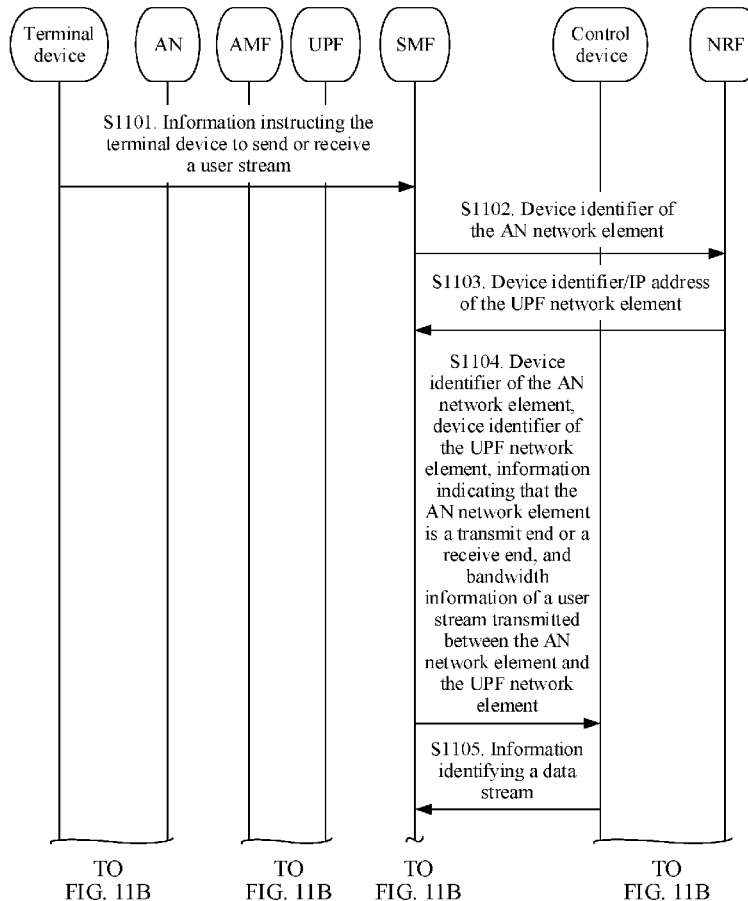 Terminal
device
AN
AMF
UPF
SMF
Control
device
NRF
S1101. Information instructing the
terminal device to send or receive
a user stream
S1102. Device identifier of
the AN network element
S1103. Device identifier/IP address
of the UPF network element
S1104. Device
identifier of the AN
network element,
device identifier of
the UPF network
element, information
indicating that the
AN network element
is a transmit end or a
receive end, and
bandwidth
information of a user
stream transmitted
between the AN
network element and
the UPF network
element
S1105. Information
identifying a data
stream
TO
FIG. 11B
TO
FIG. 11B
TO
FIG. 11B
TO
FIG. 11B